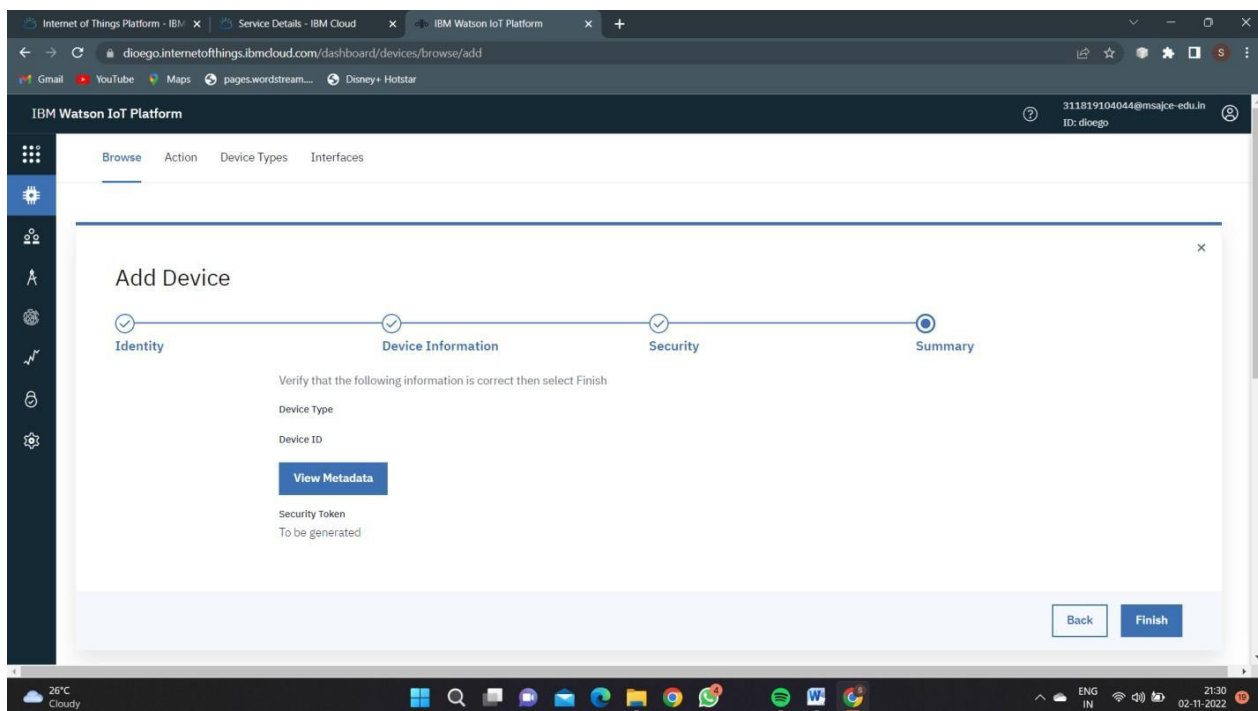 Internet of Things Platform - IBM
Service Details - IBM Cloud
IBM Watson IoT Platform
dioego.internetofthings.ibmcloud.com/dashboard/devices/browse/add
S
Gmail
YouTube
Maps
pages.wordstream....
Disney+ Hotstar
IBM Watson IoT Platform
311819104044@msajce-edu.in
ID: dioego
Browse
Action
Device Types
Interfaces
Add Device
Identity
Device Information
Security
Summary
Verify that the following information is correct then select Finish
Device Type
Device ID
View Metadata
Security Token
To be generated
Back
Finish
26°C
Cloudy
4
W
ENG
IN
21:30
02-11-2022
19